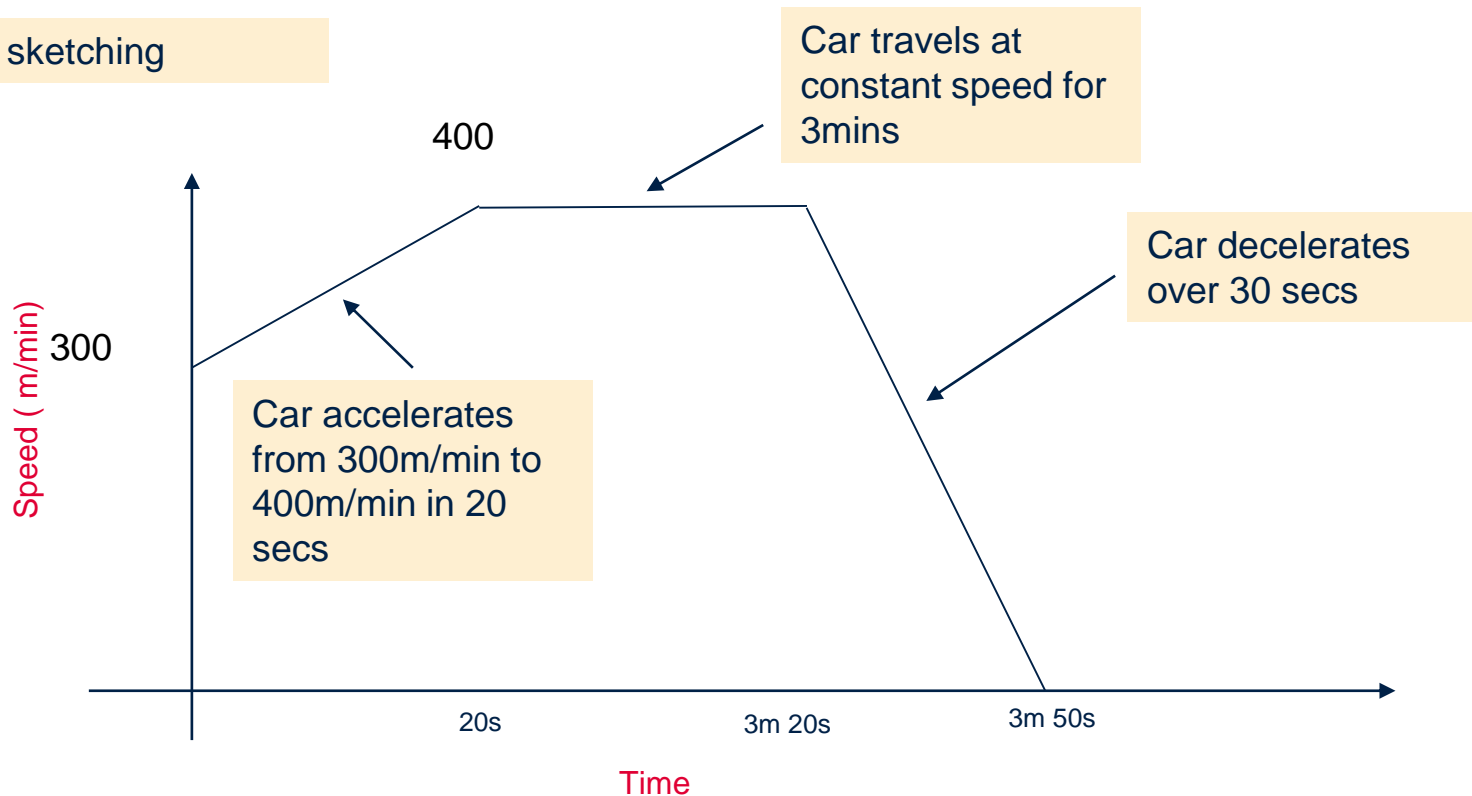 sketching
Car travels at
constant speed for
3mins
400
Car decelerates
over 30 secs
Speed ( m/min)
300
Car accelerates
from 300m/min to
400m/min in 20
secs
20s
3m 20s
3m 50s
Time